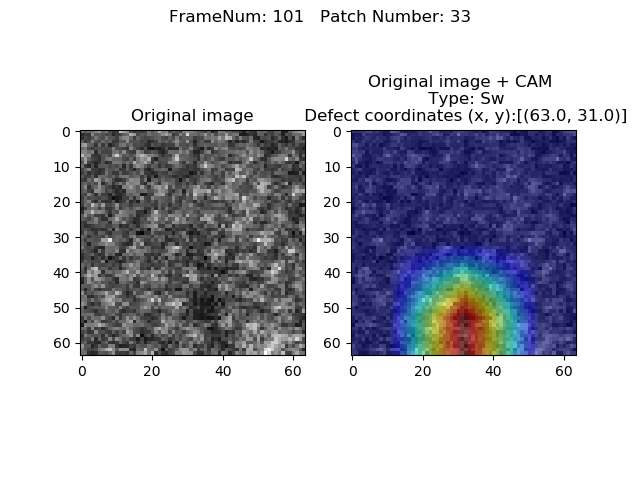 FrameNum: 101   Patch Number: 33
Original image
Original image + CAM
Type: Sw
Defect coordinates (x, y):[(63.0, 31.0)]
0
10
20
30
40
50
60
0 20 40 60
0
10
20
30
40
50
60
0 20 40 60